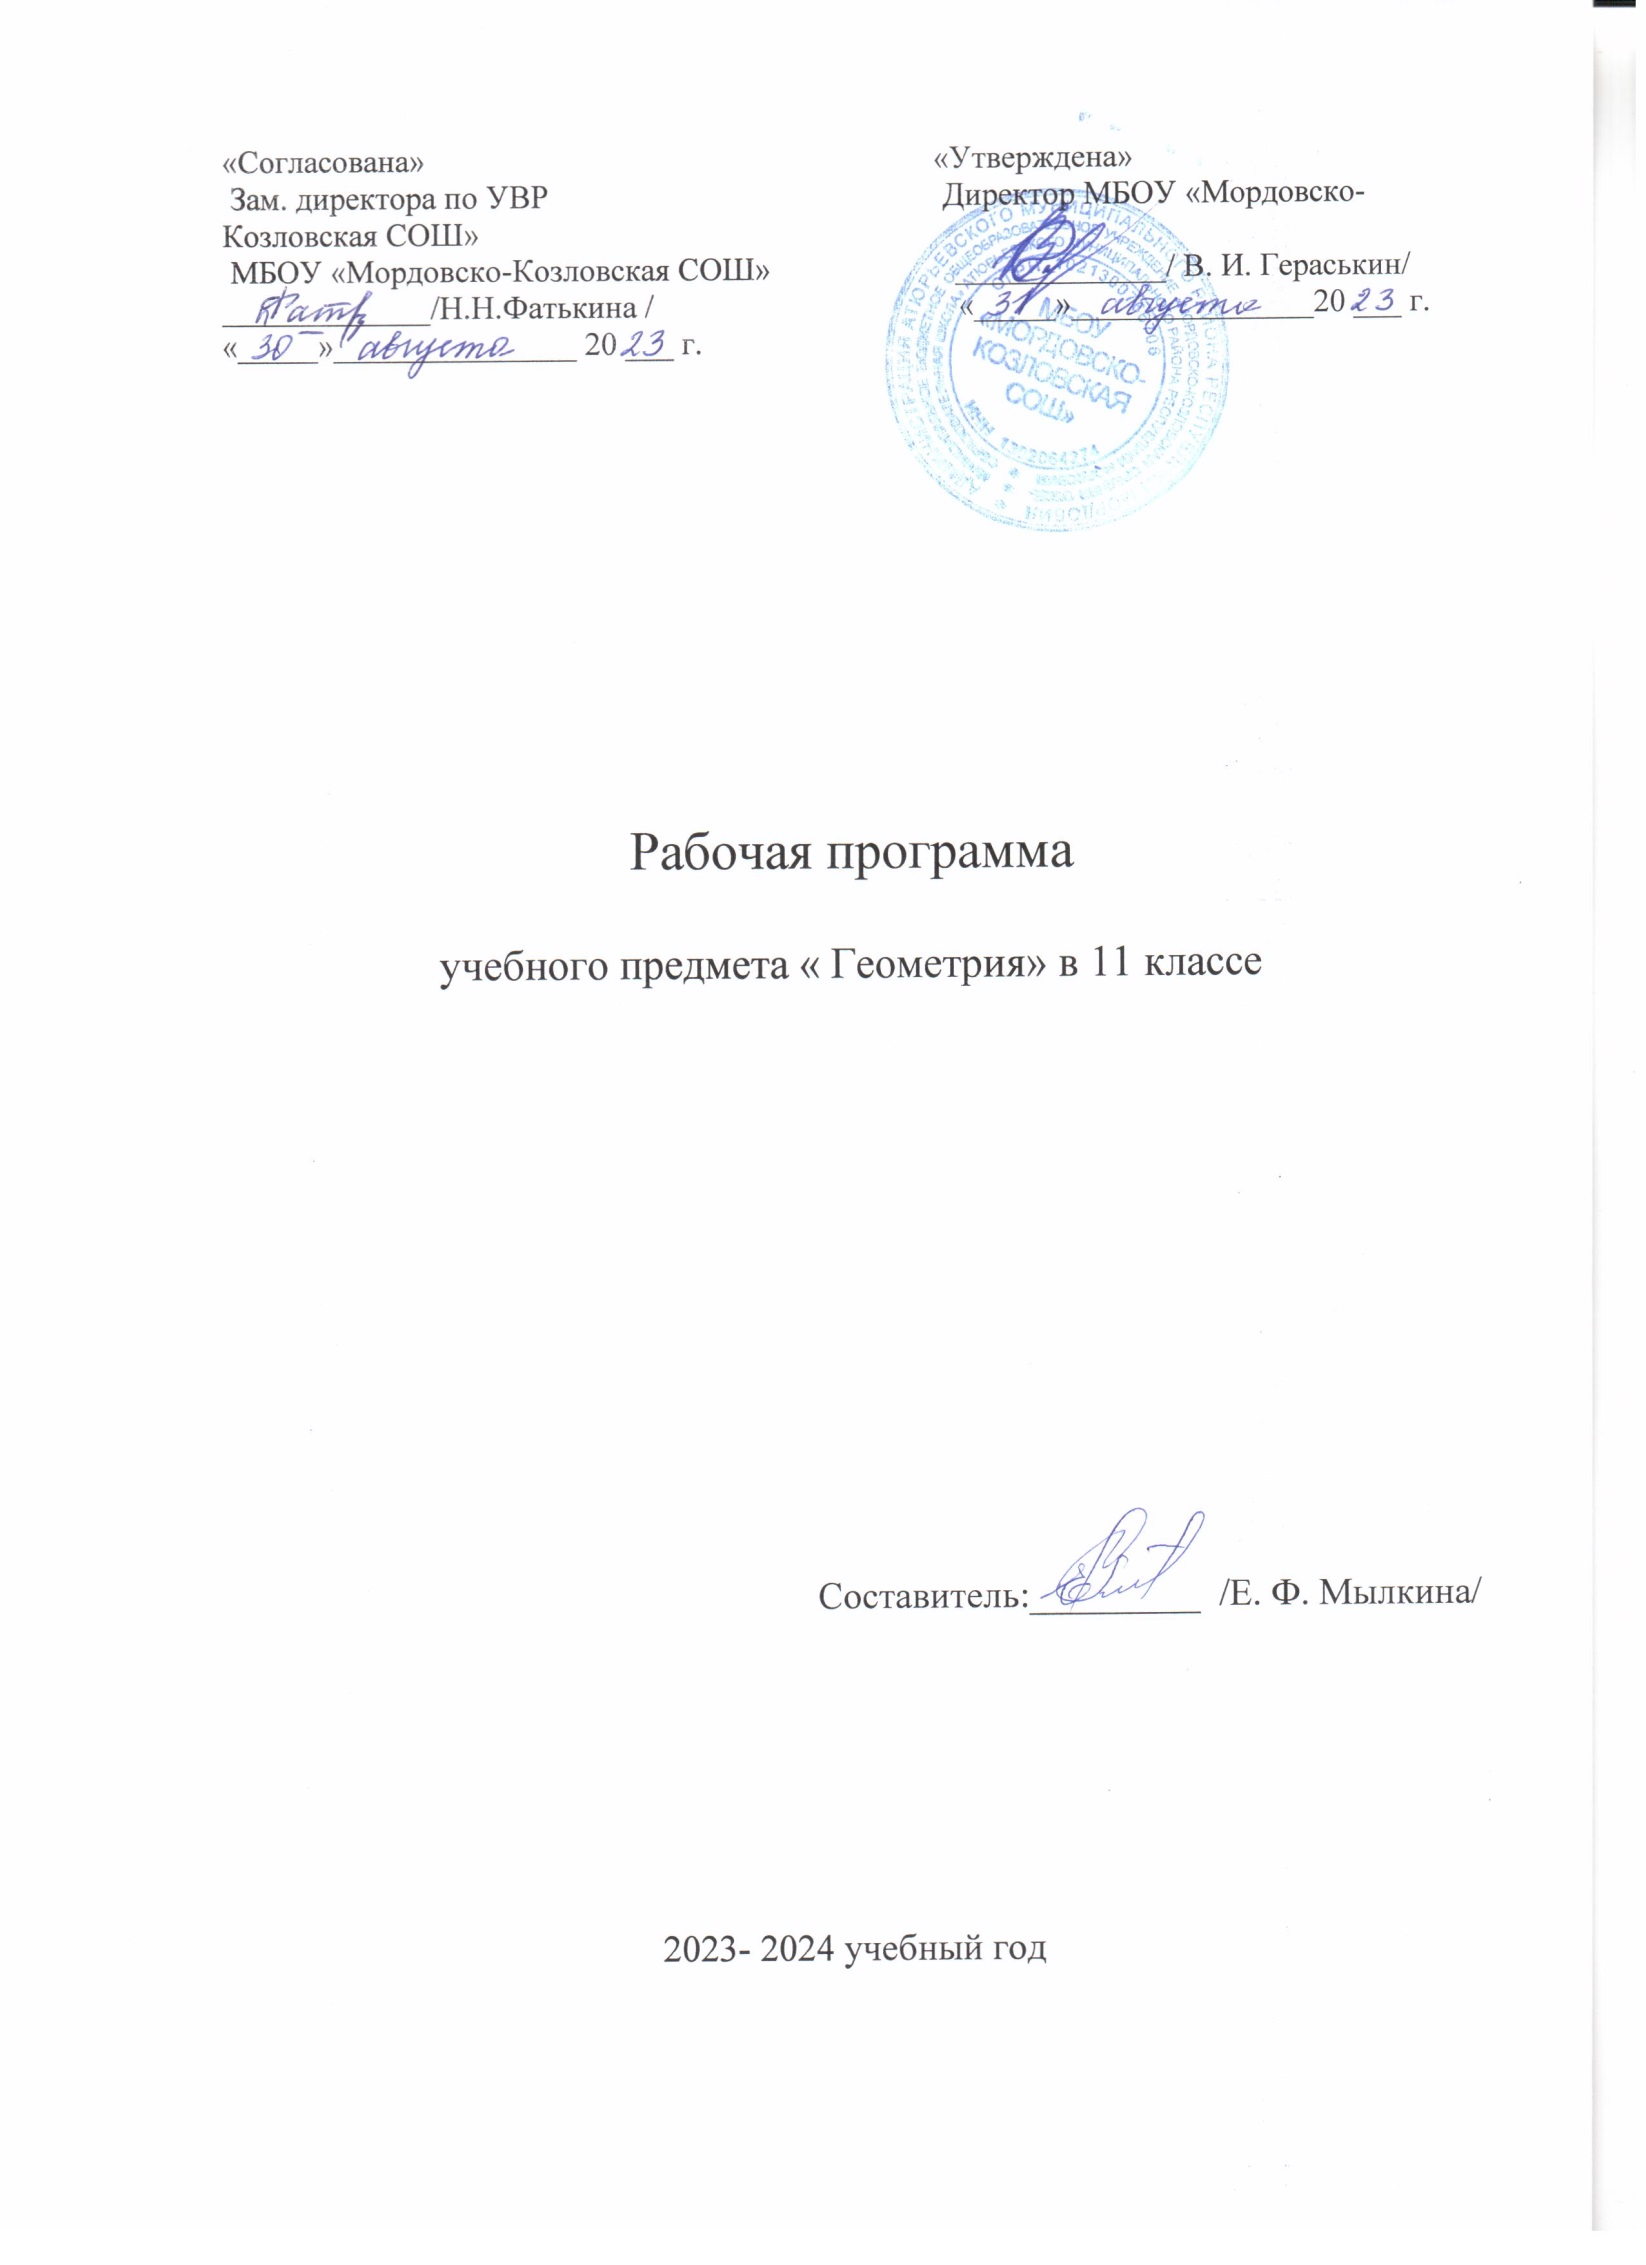 «Согласована»
Зам. директора по УВР
Козловская СОШ»
МБОУ «Мордовско-Козловская СОШ»
/Н.Н.Фатькина /
«30» августа 2023 г.
«Утверждена»
Директор МБОУ «Мордовско-
/ В. И. Гераськин/
«31» августа 2023 г.
МБОУ
«МОРДОВСКО-
КОЗЛОВСКАЯ
СОШ»
Рабочая программа
учебного предмета « Геометрия» в 11 классе
Составитель:__________ /Е. Ф. Мылкина/
2023- 2024 учебный год